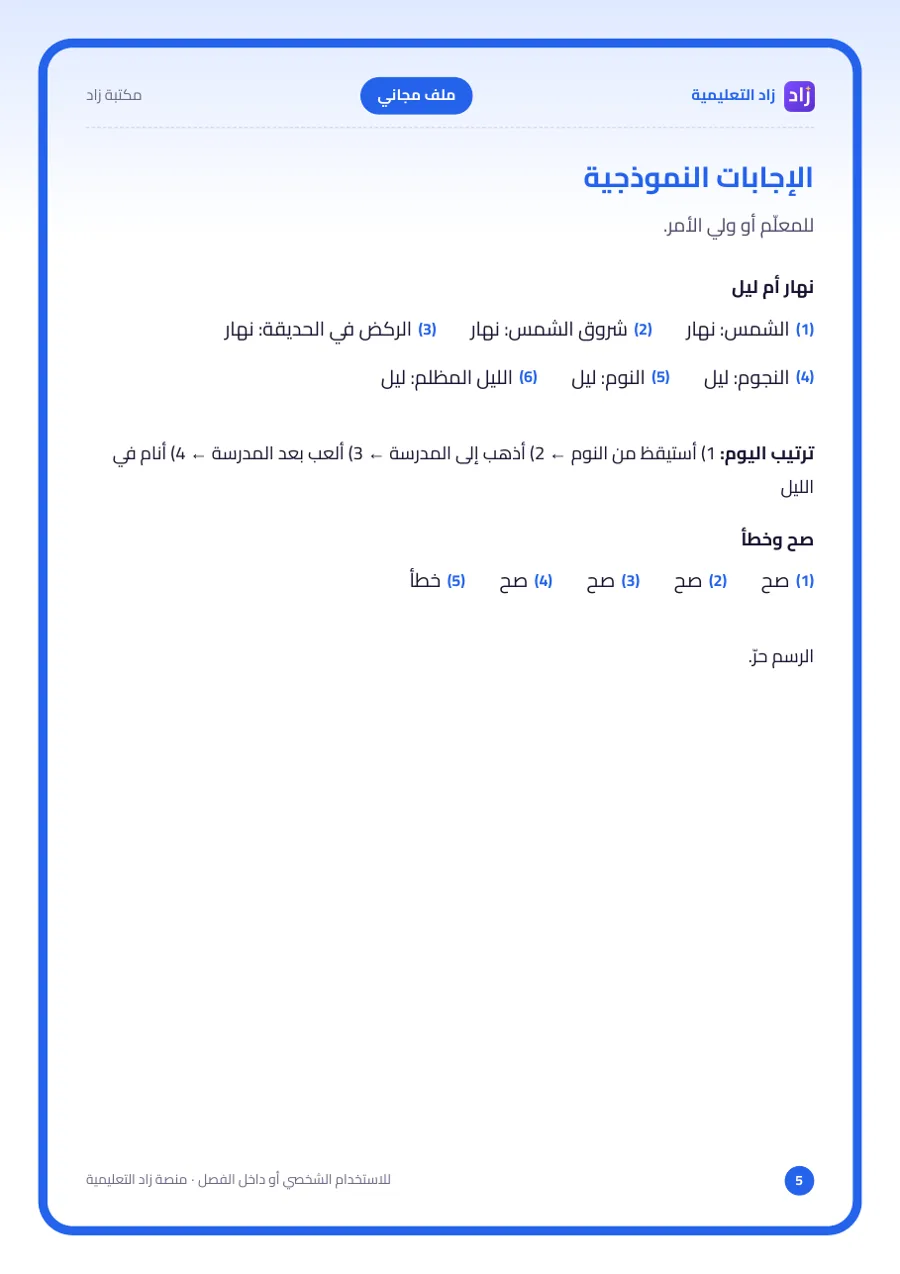 زاد زاد التعليمية
ملف مجاني
مكتبة زاد
الإجابات النموذجية
للمعلّم أو ولي الأمر.
نهار أم ليل
(1) الشمس: نهار (2) شروق الشمس: نهار (3) الركض في الحديقة: نهار
(4) النجوم: ليل (5) النوم: ليل (6) الليل المظلم: ليل
ترتيب اليوم: 1) أستيقظ من النوم ← 2) أذهب إلى المدرسة ← 3) ألعب بعد المدرسة ← 4) أنام في
الليل
صح وخطأ
(1) صح (2) صح (3) صح (4) صح (5) خطأ
الرسم حرّ.
5
للاستخدام الشخصي أو داخل الفصل · منصة زاد التعليمية